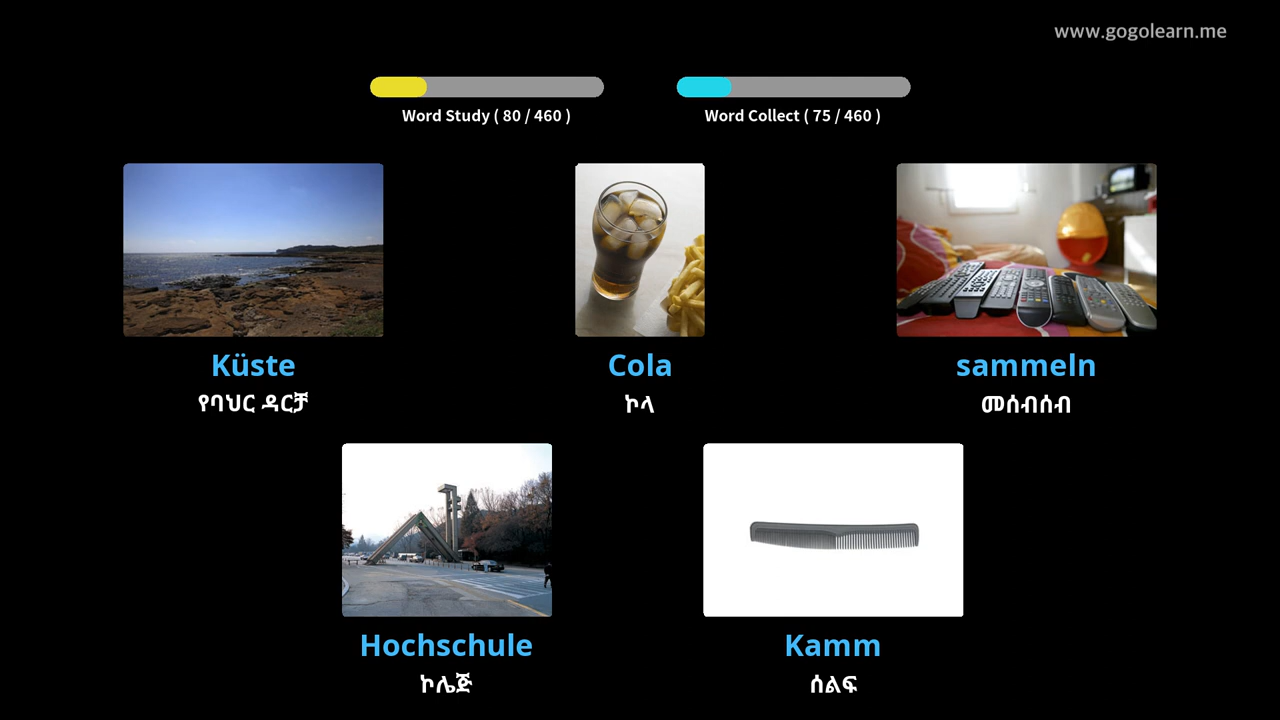 www.gogolearn.me
Word Study ( 80 / 460 )
Word Collect ( 75 / 460 )
Küste
Cola
sammeln
የባህር ዳርቻ
ኮላ
መሰብሰብ
Hochschule
Kamm
ኮሌጅ
ሰልፍ